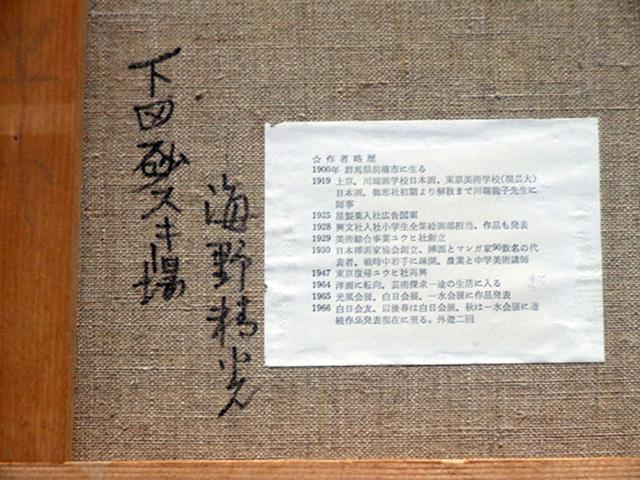 下田砂スキ場
海野精光
☆作者略歴
1900年 群馬県前橋市に生る
1919 上京、川端画学校日本画、東京美術学校(現芸大)
日本画、御形社初期より解散まで川端龍子先生に
師事
1925 星製薬入社広告図案
1928 興文社入社小学生全集絵画部担当、作品も発表
1929 美術綜合事業ユウヒ社創立
1930 日本挿画家協会創立、挿画とマンガ家90数名の代
表者、戦時中岩手に疎開、農業と中学美術講師
1947 東京復帰ユウヒ社再興
1964 洋画に転向、芸術探求一途の生活に入る
1965 光風会展、白日会展、一水会展に作品発表
1966 白日会友、以後春は白日会展、秋は一水会展に連
続作品発表現在に至る。外遊二回